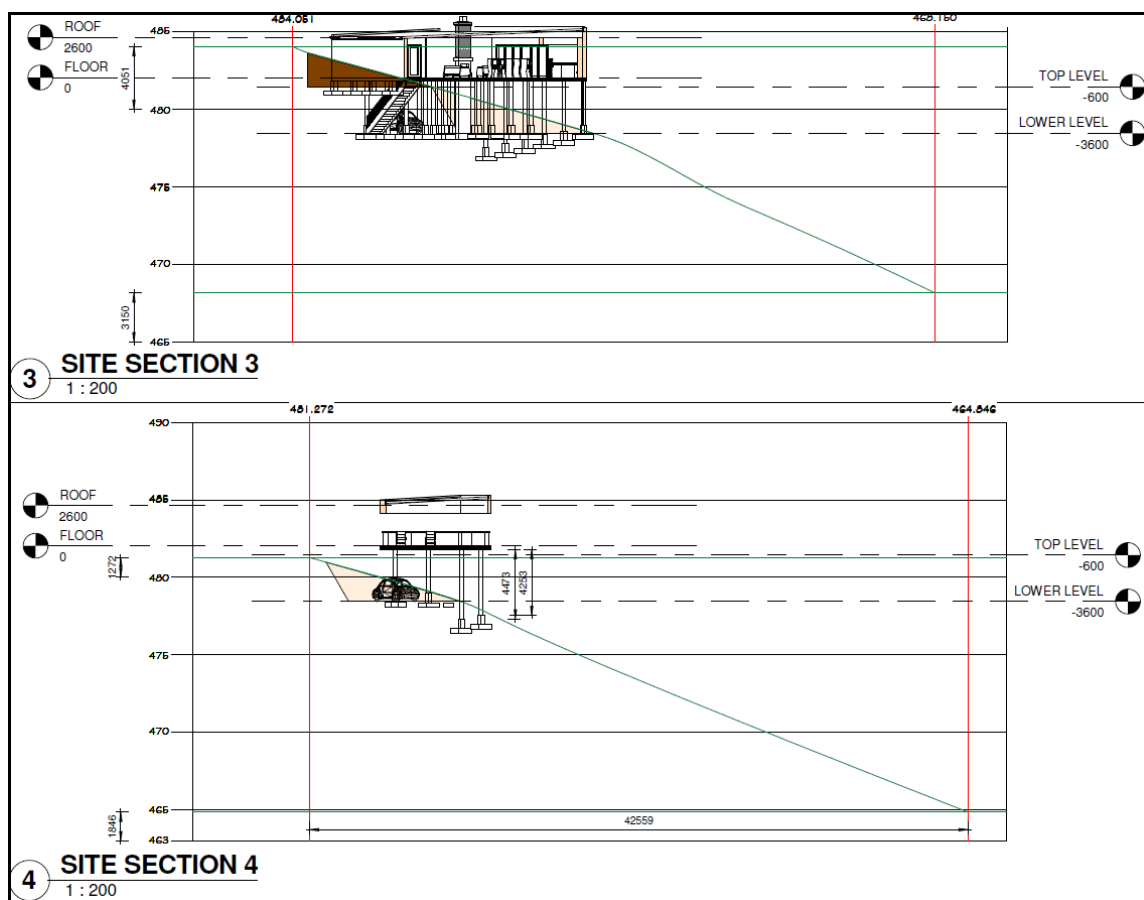 484.051
468.150
ROOF
2600
FLOOR
0
485
480
475
470
465
4051
3150
TOP LEVEL
-600
LOWER LEVEL
-3600
3
SITE SECTION 3
1 : 200
481.272
464.846
490
485
480
475
470
465
463
ROOF
2600
FLOOR
0
1272
4473
4253
TOP LEVEL
-600
LOWER LEVEL
-3600
1846
42559
4
SITE SECTION 4
1 : 200